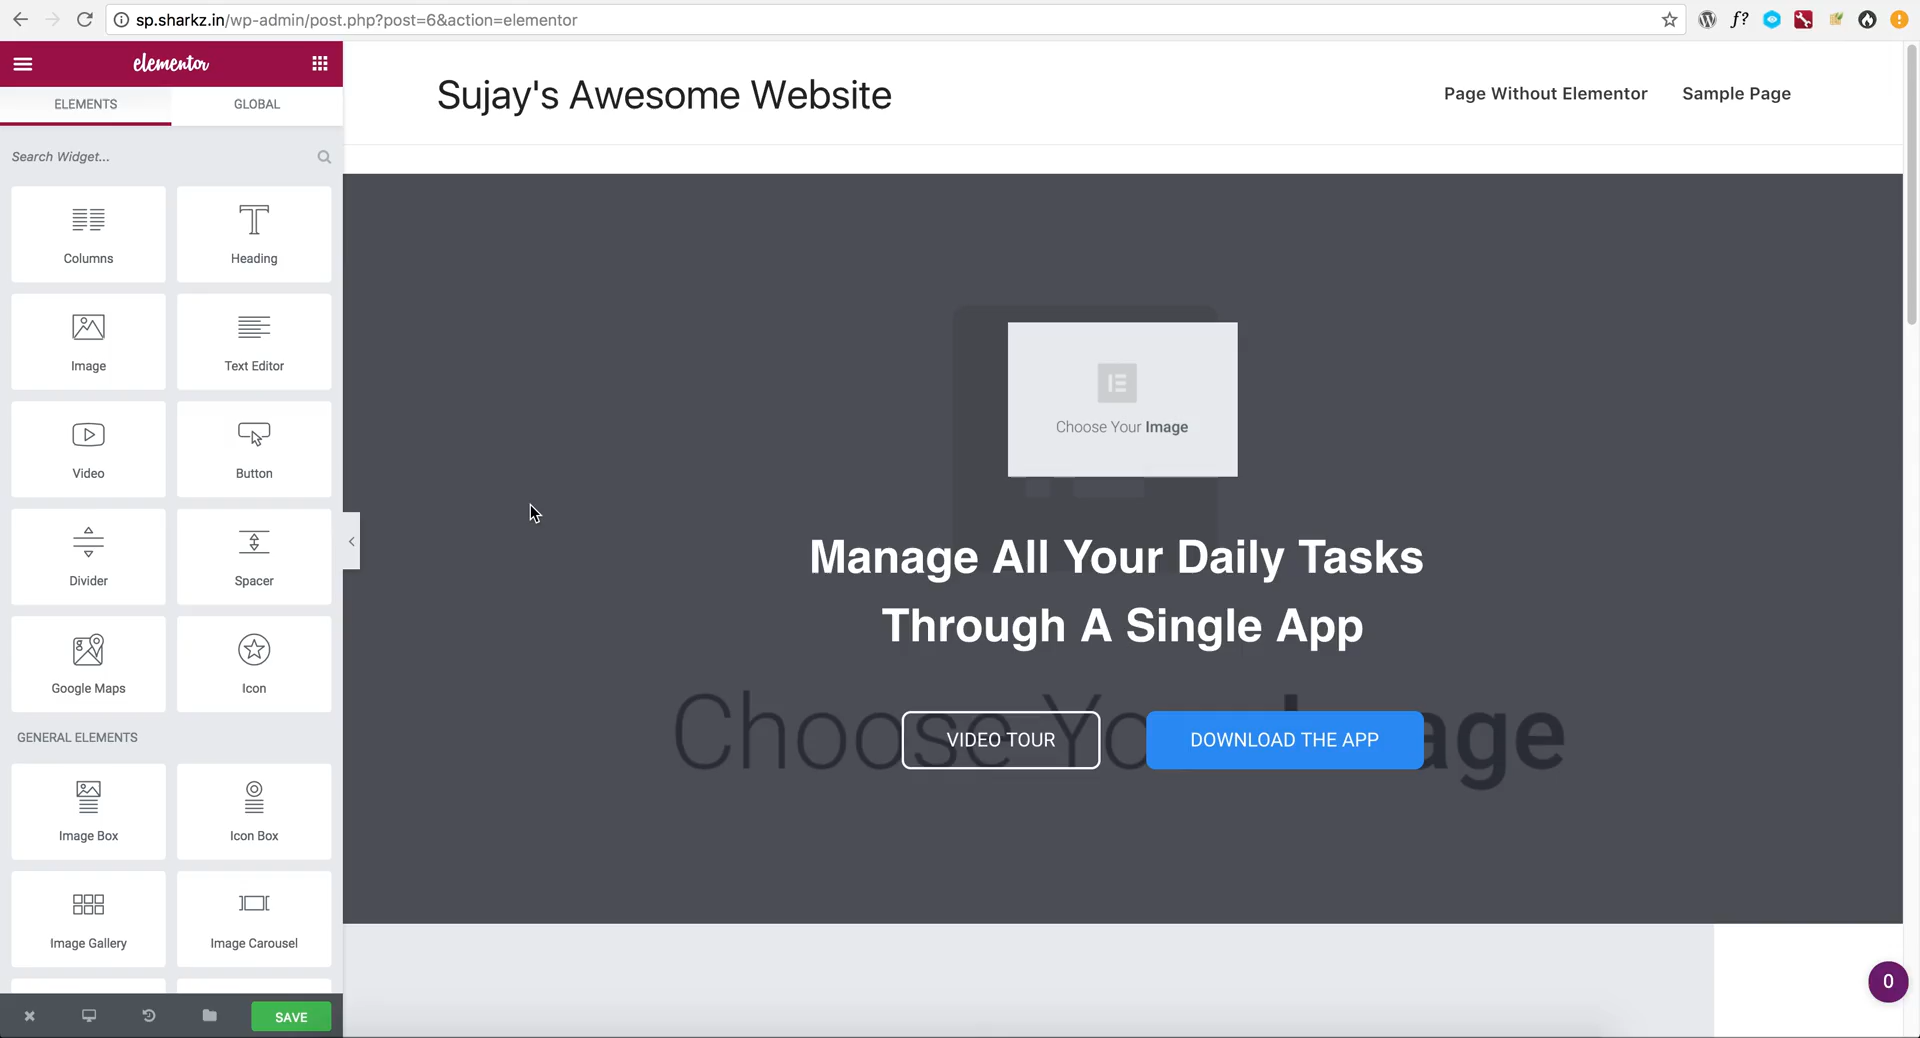 sp.sharkz.in/wp-admin/post.php?post=6&action=elementor
elementor
ELEMENTS
GLOBAL
Search Widget...
Columns
Heading
Image
Text Editor
Video
Button
Divider
Spacer
Google Maps
Icon
GENERAL ELEMENTS
Image Box
Icon Box
Image Gallery
Image Carousel
SAVE
Sujay's Awesome Website
Page Without Elementor
Sample Page
Choose Your Image
Manage All Your Daily Tasks
Through A Single App
Choose Your Image
VIDEO TOUR
DOWNLOAD THE APP
0
f?